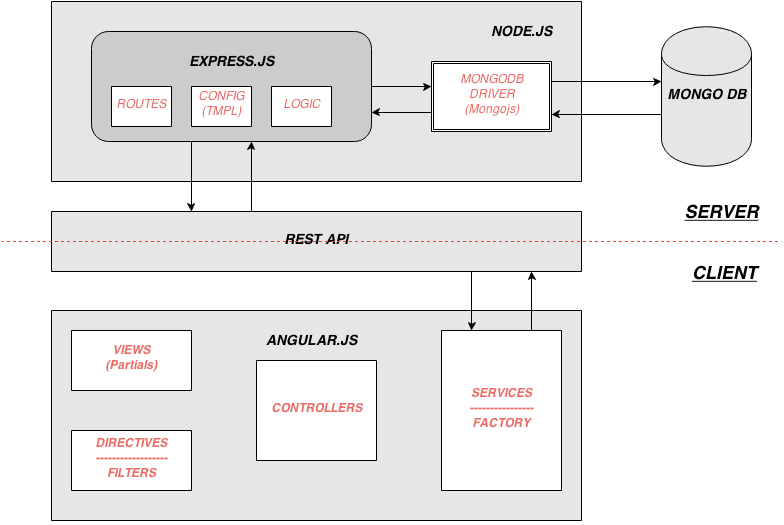 NODE.JS
EXPRESS.JS
ROUTES
CONFIG
(TMPL)
LOGIC
MONGODB
DRIVER
(Mongojs)
MONGO DB
SERVER
REST API
CLIENT
ANGULAR.JS
VIEWS
(Partials)
CONTROLLERS
SERVICES
----------------
FACTORY
DIRECTIVES
------------------
FILTERS